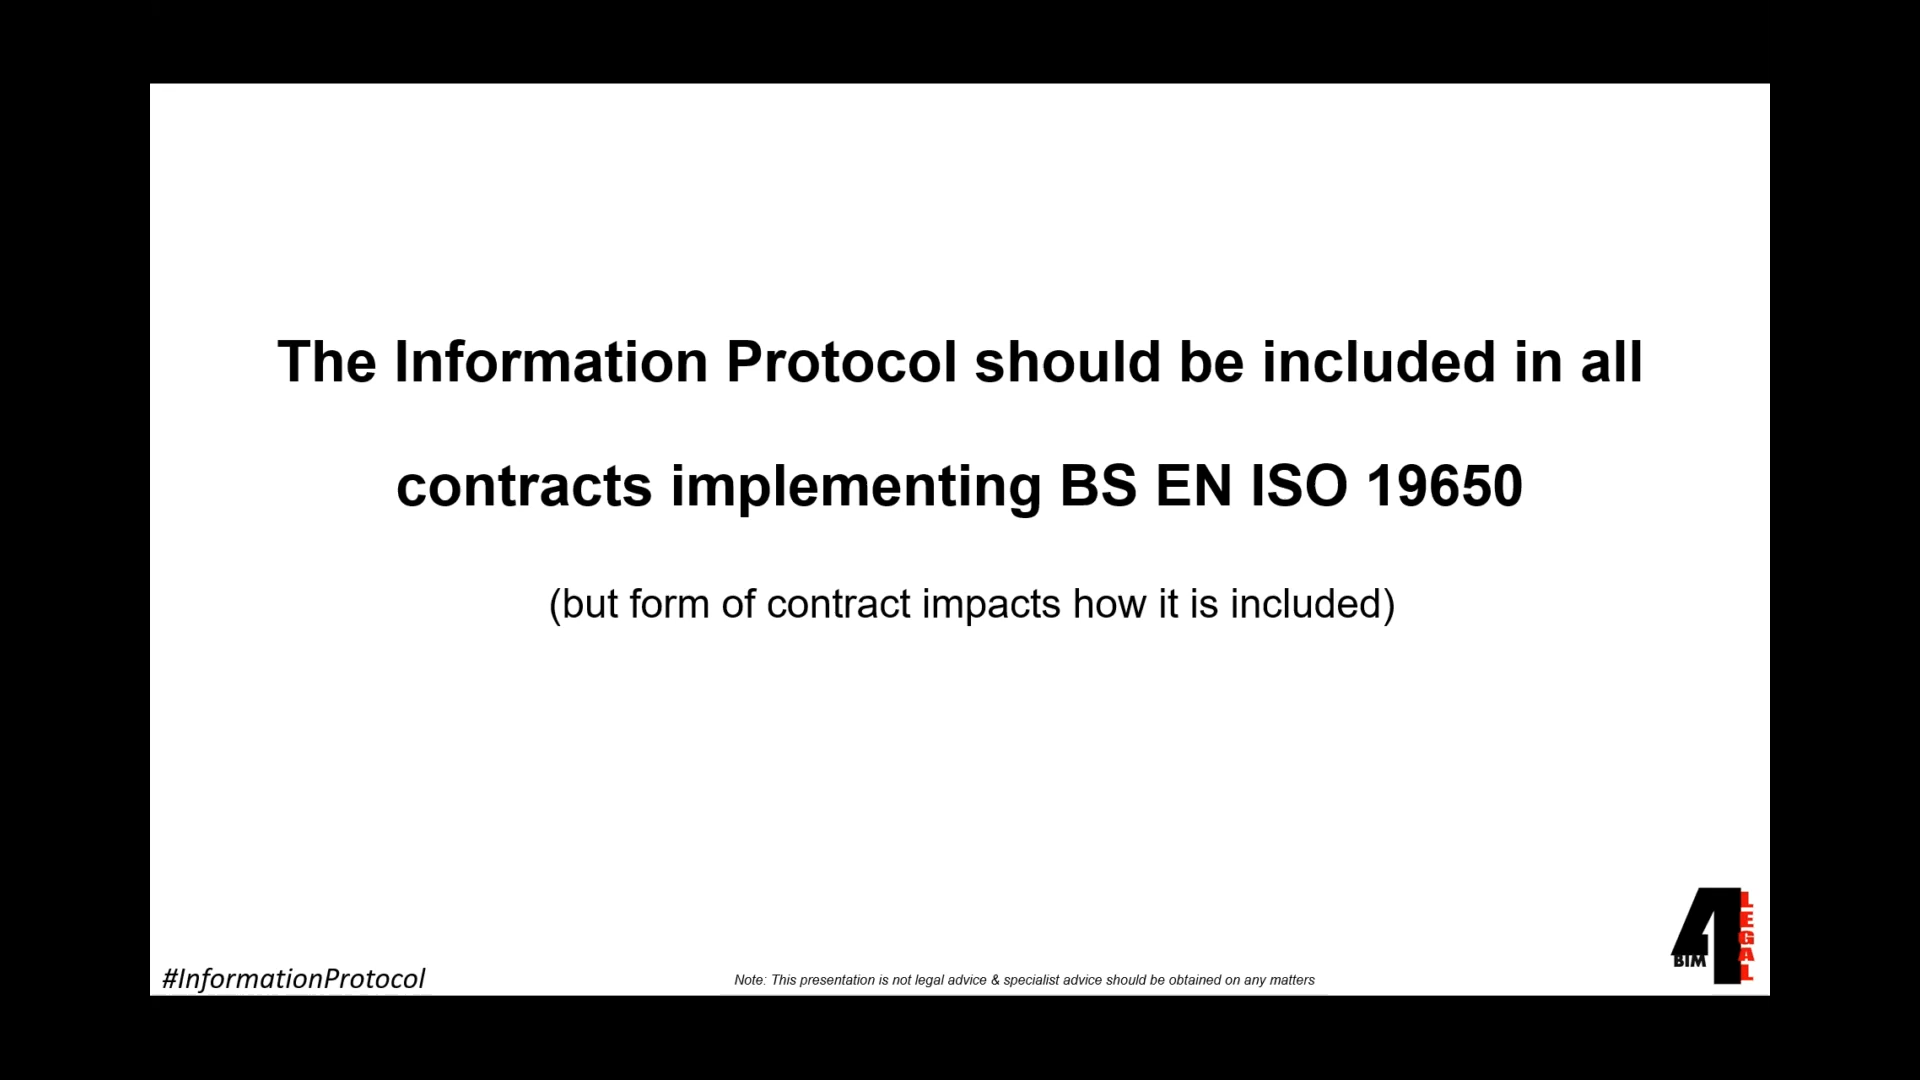 The Information Protocol should be included in all
contracts implementing BS EN ISO 19650
(but form of contract impacts how it is included)
#InformationProtocol
Note: This presentation is not legal advice & specialist advice should be obtained on any matters
BIM
4
LEGAL